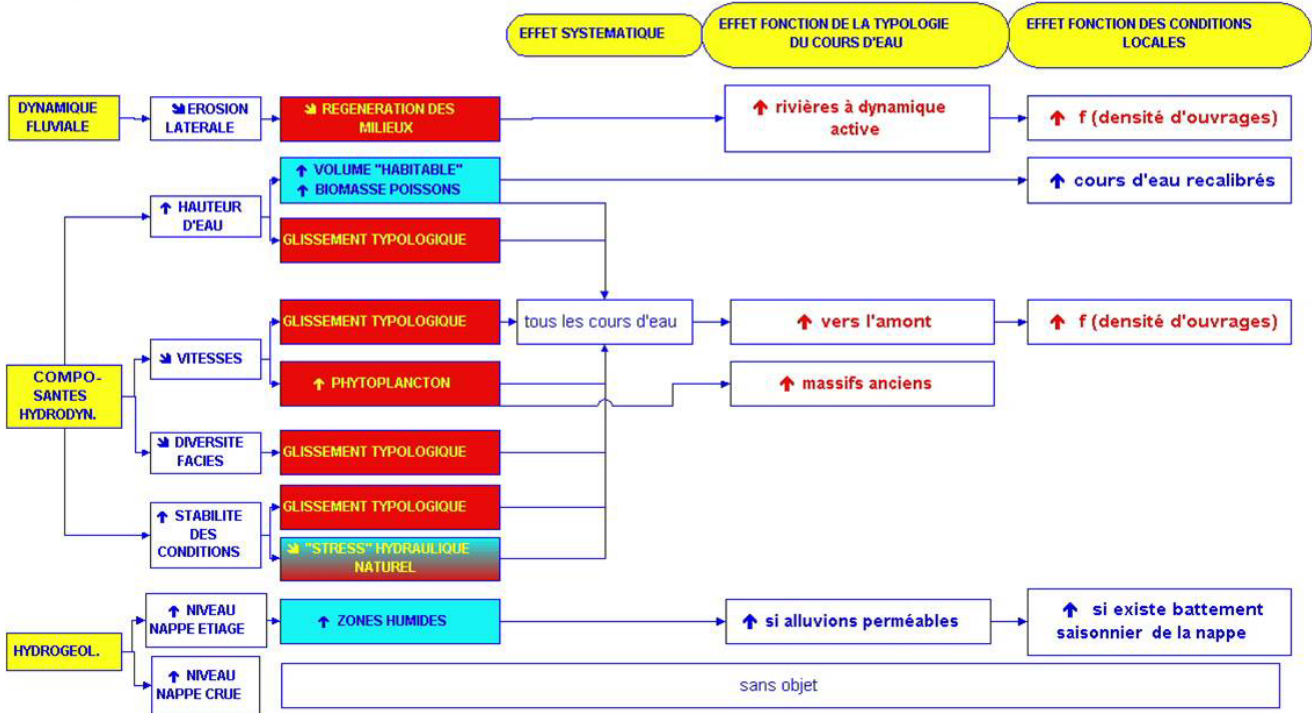 EFFET SYSTEMATIQUE
EFFET FONCTION DE LA TYPOLOGIE
DU COURS D'EAU
EFFET FONCTION DES CONDITIONS
LOCALES
DYNAMIQUE
FLUVIALE
↘ EROSION
LATERALE
↘ REGENERATION DES
MILIEUX
↑ rivières à dynamique
active
↑ f (densité d'ouvrages)
COMPO-
SANTES
HYDRODYN.
↑ HAUTEUR
D'EAU
↑ VOLUME "HABITABLE"
↑ BIOMASSE POISSONS
↑ cours d'eau recalibrés
GLISSEMENT TYPOLOGIQUE
↘ VITESSES
GLISSEMENT TYPOLOGIQUE
tous les cours d'eau
↑ vers l'amont
↑ f (densité d'ouvrages)
↑ PHYTOPLANCTON
↑ massifs anciens
↘ DIVERSITE
FACIES
GLISSEMENT TYPOLOGIQUE
↑ STABILITE
DES
CONDITIONS
GLISSEMENT TYPOLOGIQUE
↘ "STRESS" HYDRAULIQUE
NATUREL
HYDROGEOL.
↑ NIVEAU
NAPPE ETIAGE
↑ ZONES HUMIDES
↑ si alluvions perméables
↑ si existe battement
saisonnier de la nappe
↑ NIVEAU
NAPPE CRUE
sans objet